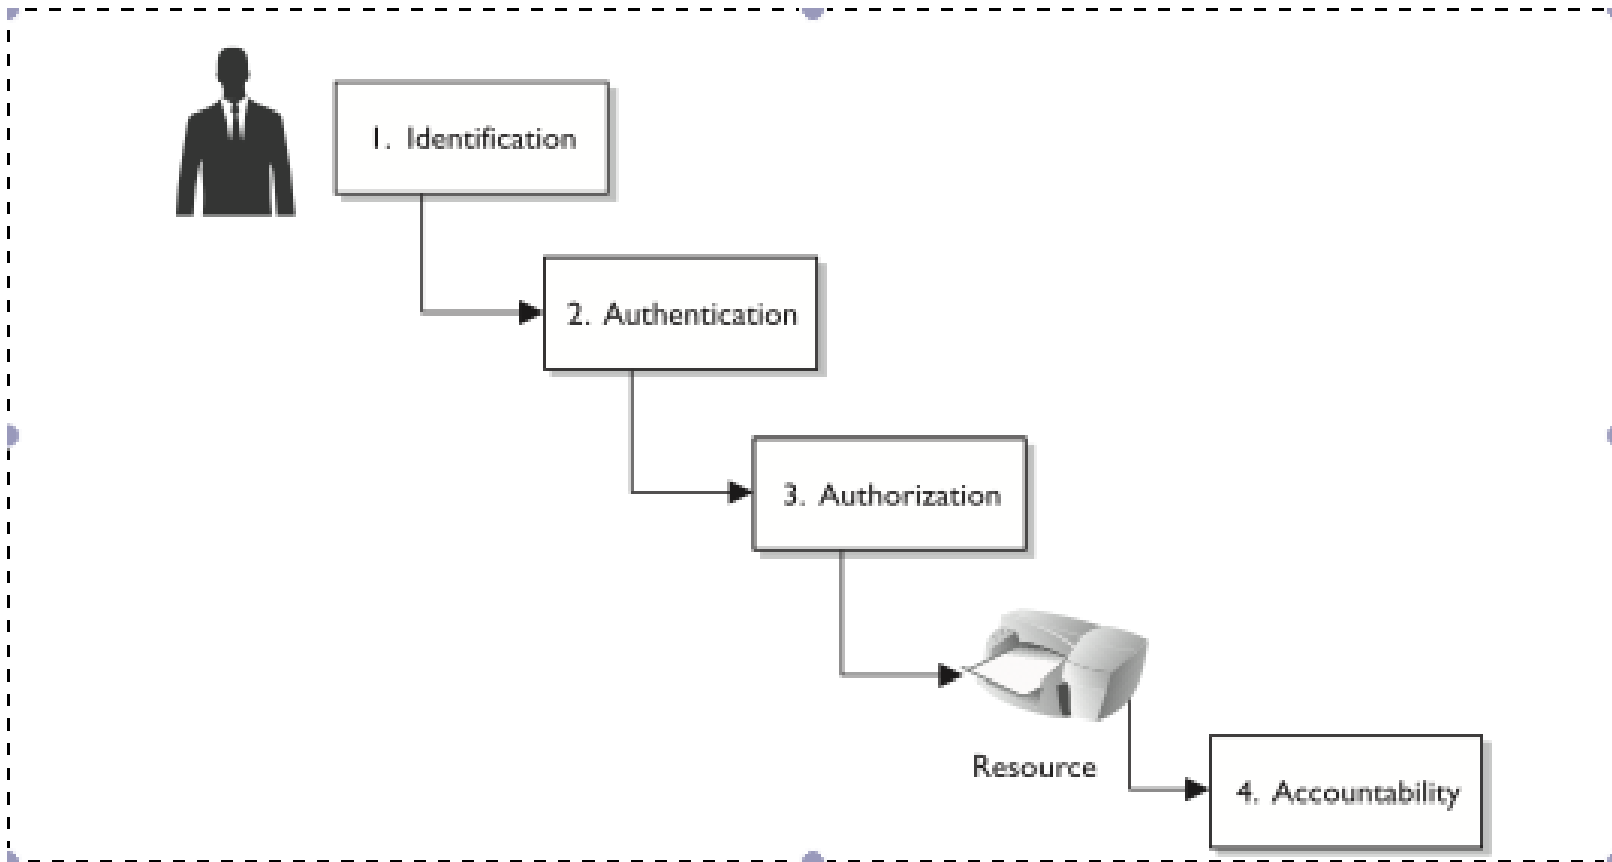 1. Identification
2. Authentication
3. Authorization
Resource
4. Accountability